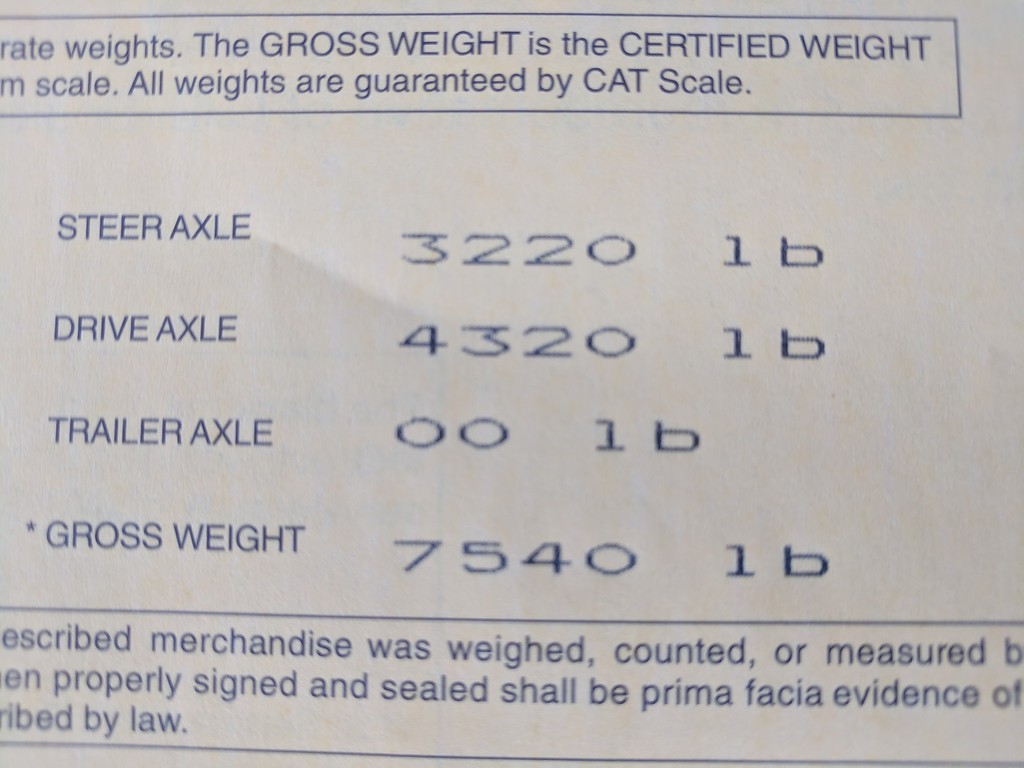 rate weights. The GROSS WEIGHT is the CERTIFIED WEIGHT
m scale. All weights are guaranteed by CAT Scale.
STEER AXLE 3220 lb
DRIVE AXLE 4320 lb
TRAILER AXLE 00 lb
* GROSS WEIGHT 7540 lb
escribed merchandise was weighed, counted, or measured b
en properly signed and sealed shall be prima facia evidence of
ribed by law.